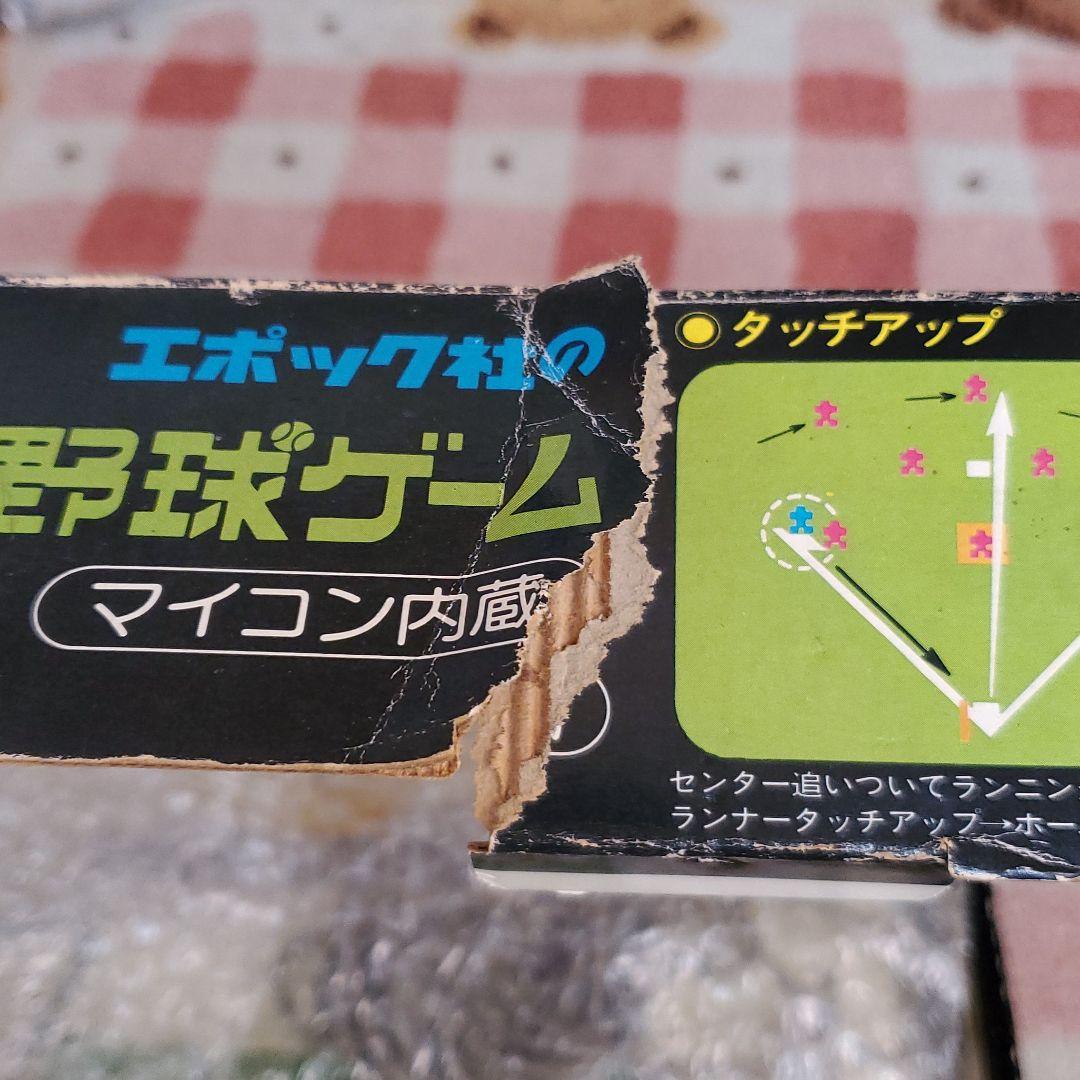 エポック社の
野球ゲーム
マイコン内蔵
タッチアップ
センター追いついてランニン
ランナータッチアップ→ホー